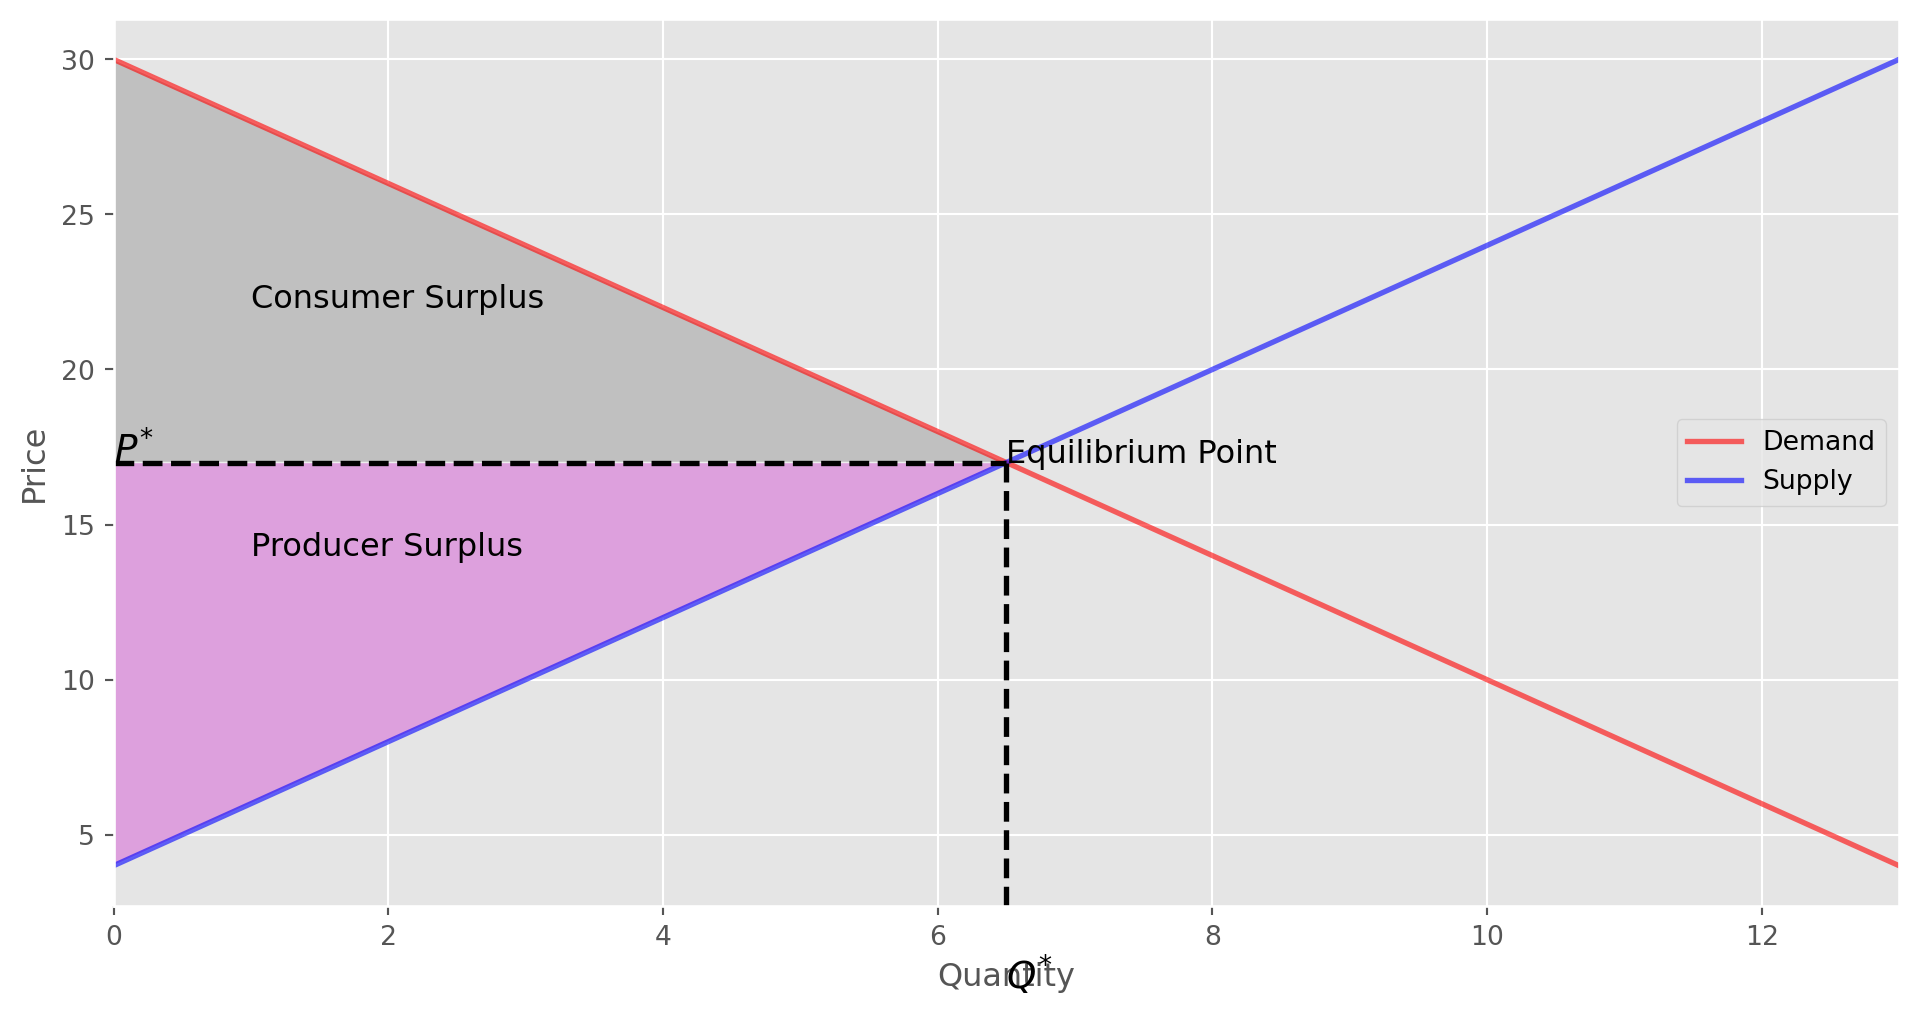 30
25
20
15
10
5
Price
Consumer Surplus
P*
Equilibrium Point
Producer Surplus
Demand
Supply
0 2 4 6 8 10 12
Quantity
Q*